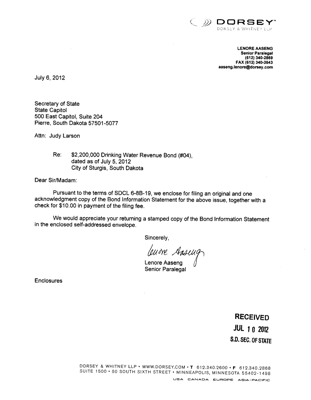 DORSEY™
DORSEY & WHITNEY LLP
LENORE AASENG
Senior Paralegal
(612) 340-2869
FAX (612) 340-2643
aaseng.lenore@dorsey.com
July 6, 2012
Secretary of State
State Capitol
500 East Capitol, Suite 204
Pierre, South Dakota 57501-5077
Attn: Judy Larson
Re: $2,200,000 Drinking Water Revenue Bond (#04),
dated as of July 5, 2012
City of Sturgis, South Dakota
Dear Sir/Madam:
Pursuant to the terms of SDCL 6-8B-19, we enclose for filing an original and one
acknowledgment copy of the Bond Information Statement for the above issue, together with a
check for $10.00 in payment of the filing fee.
We would appreciate your returning a stamped copy of the Bond Information Statement
in the enclosed self-addressed envelope.
Sincerely,
Lenore Aaseng
Lenore Aaseng
Senior Paralegal
Enclosures
RECEIVED
JUL 10 2012
S.D. SEC. OF STATE
DORSEY & WHITNEY LLP • WWW.DORSEY.COM • T 612.340.2600 • F 612.340.2868
SUITE 1500 • 50 SOUTH SIXTH STREET • MINNEAPOLIS, MINNESOTA 55402-1498
USA CANADA EUROPE ASIA-PACIFIC